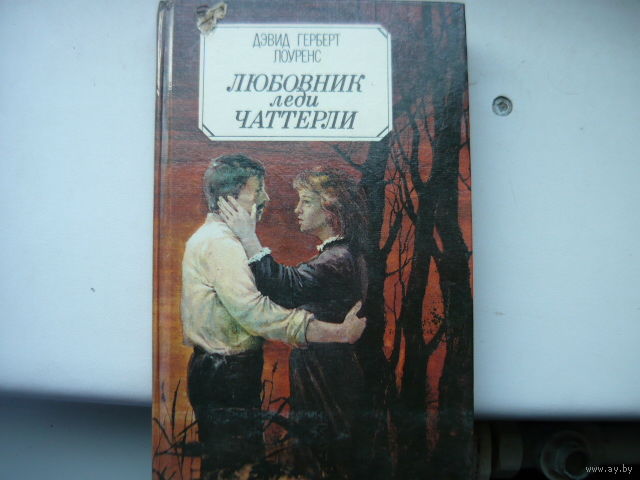 ДЭВИД ГЕРБЕРТ
ЛОУРЕНС
ЛЮБОВНИК
леди
ЧАТТЕРЛИ
www.ay.by